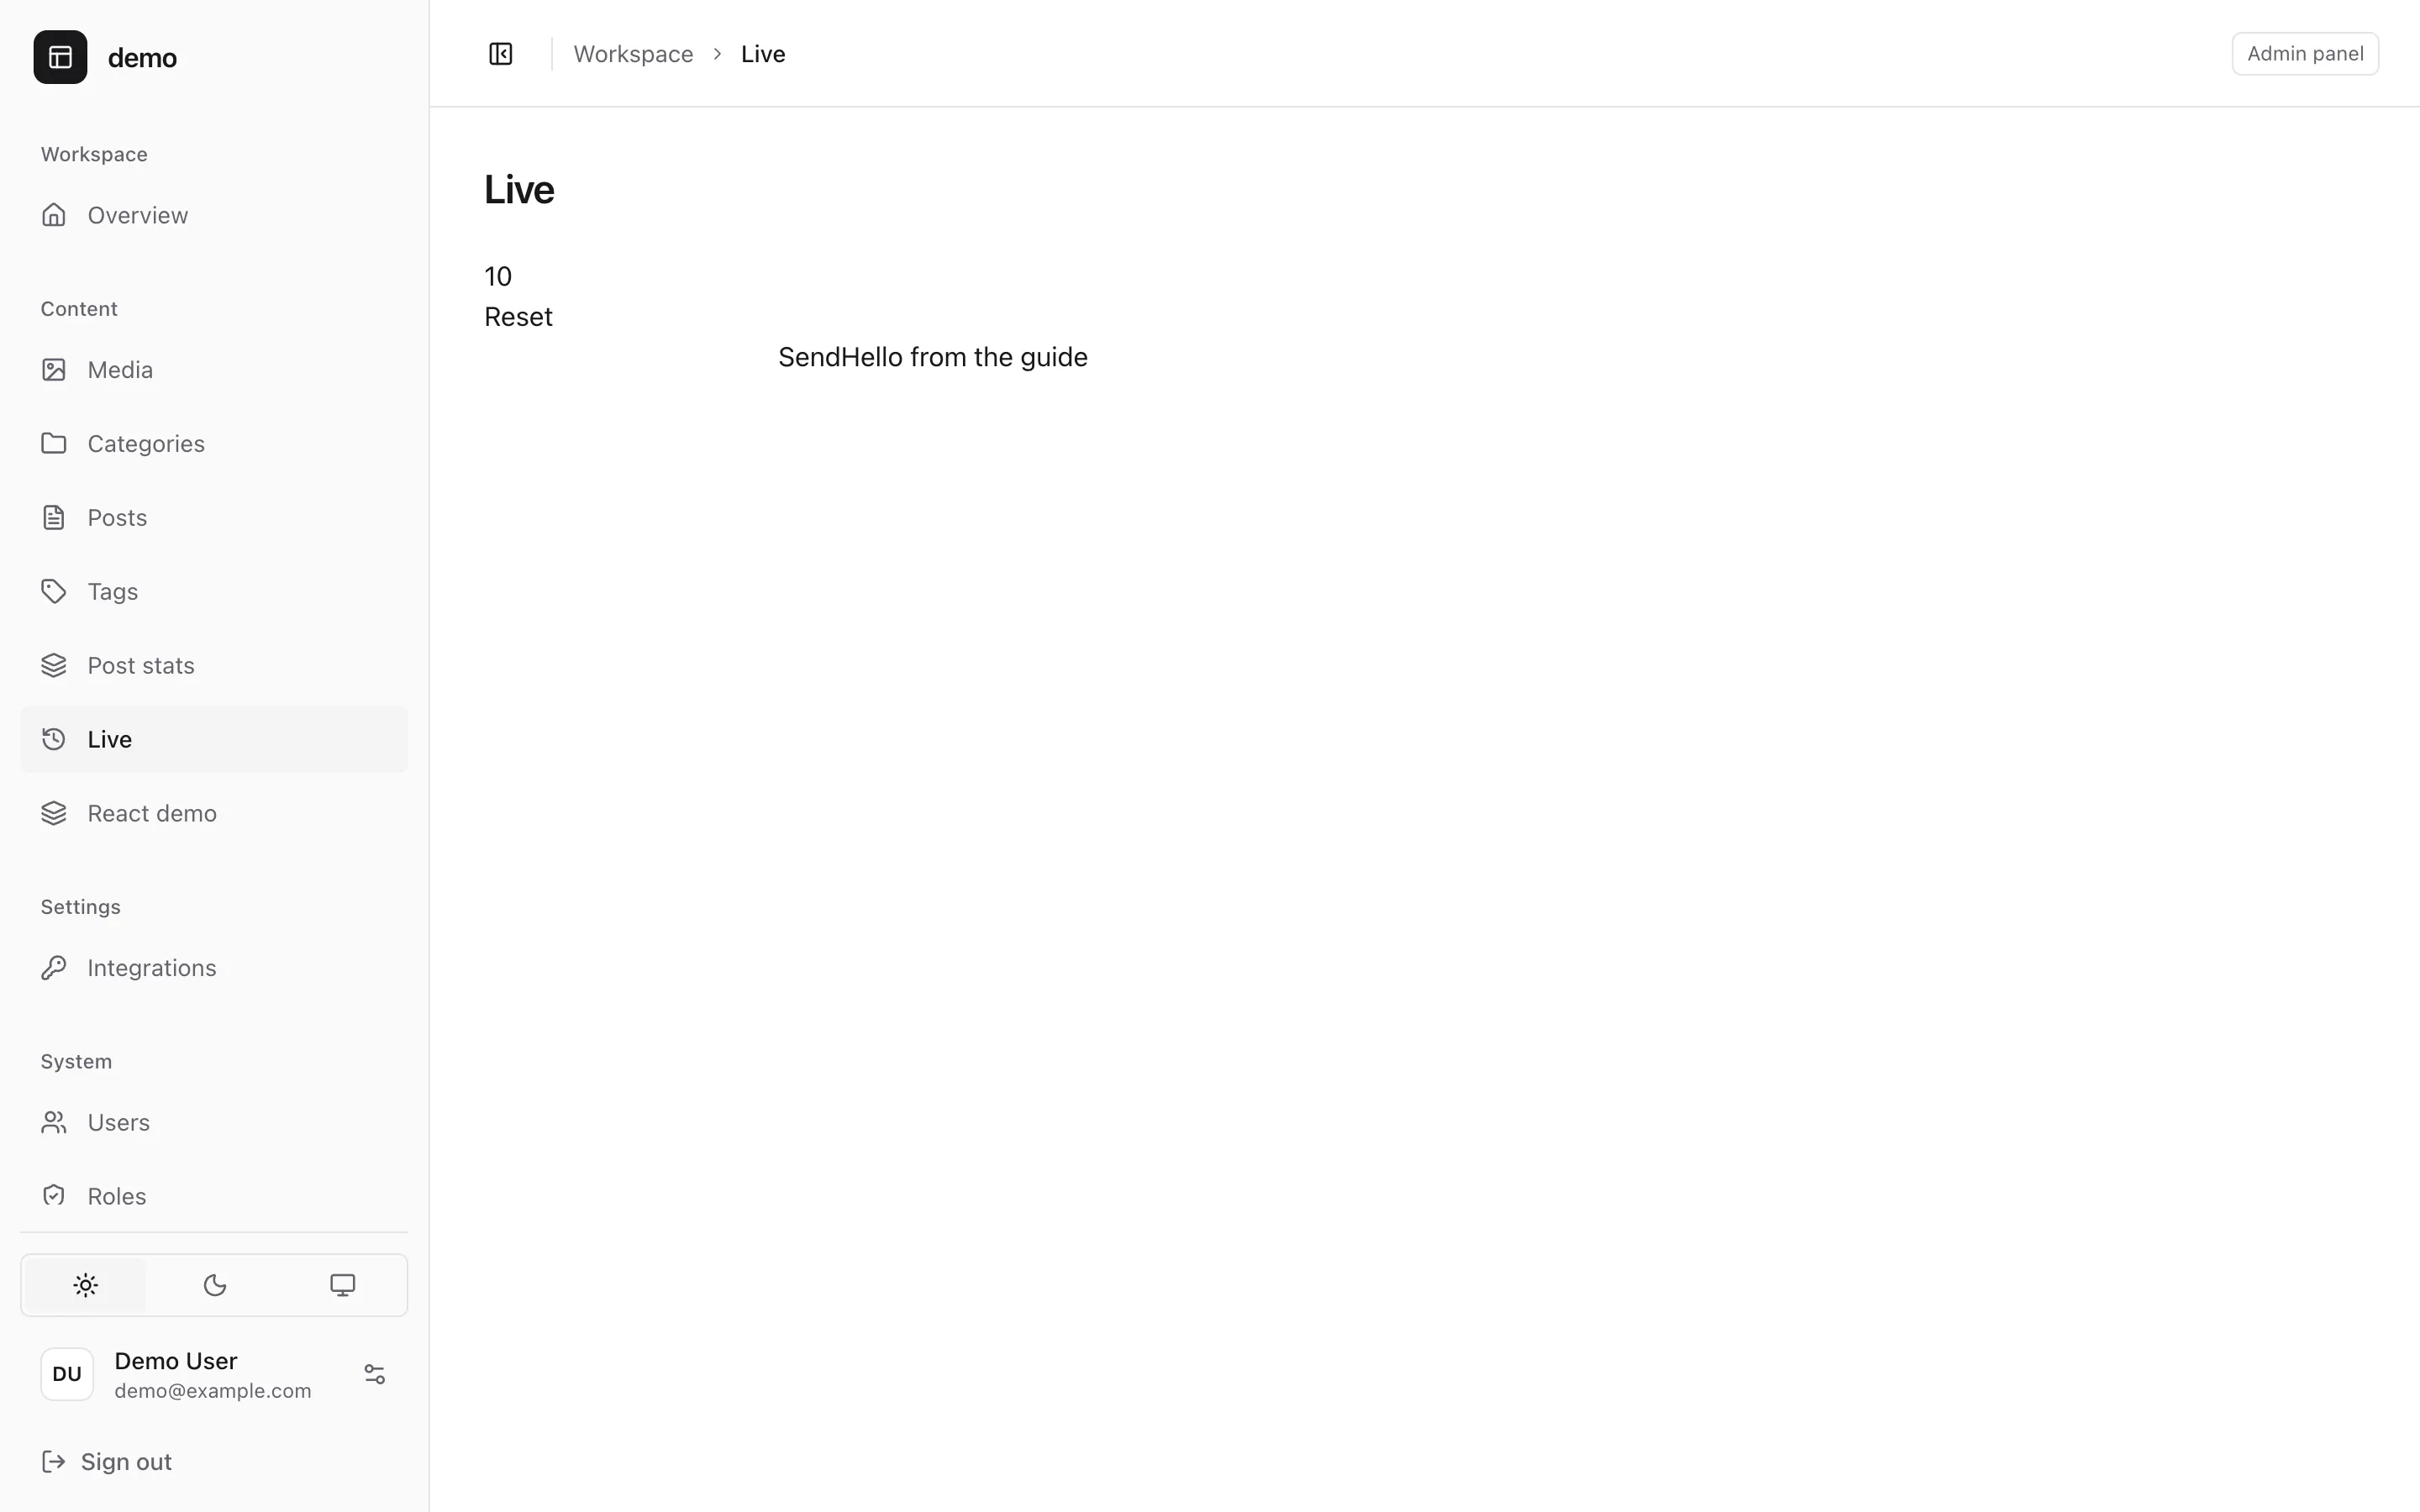 demo
Workspace
Overview
Content
Media
Categories
Posts
Tags
Post stats
Live
React demo
Settings
Integrations
System
Users
Roles
DU
Demo User
demo@example.com
Sign out
Workspace > Live
Admin panel
Live
10
Reset
SendHello from the guide